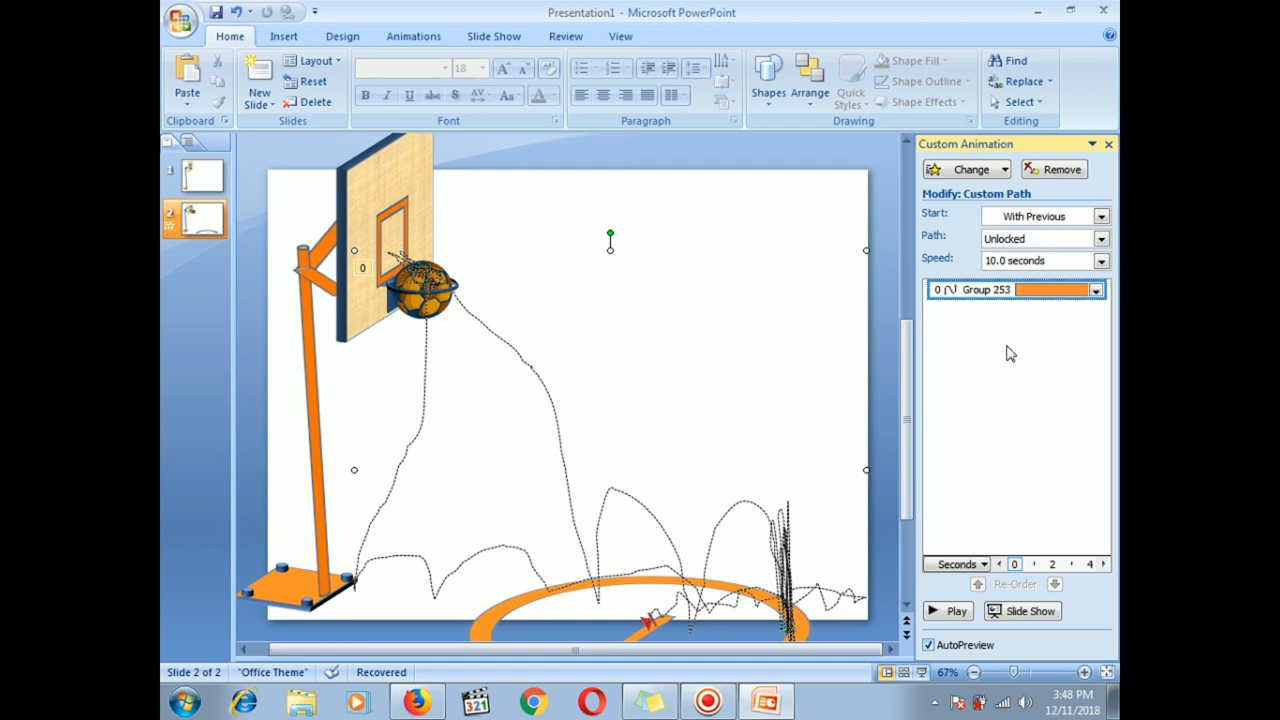 Presentation1 - Microsoft PowerPoint
Home Insert Design Animations Slide Show Review View
Paste
Clipboard
New
Slide
Layout
Reset
Delete
Slides
18
B I U abc S AV Aa A
Font
Paragraph
Shapes
Arrange
Quick
Styles
Shape Fill
Shape Outline
Shape Effects
Drawing
Find
Replace
Select
Editing
1
2
0
Custom Animation
Change Remove
Modify: Custom Path
Start: With Previous
Path: Unlocked
Speed: 10.0 seconds
0 Group 253
Seconds 0 2 4
Re-Order
Play Slide Show
AutoPreview
Slide 2 of 2 "Office Theme" Recovered 67%
321
3:48 PM
12/11/2018